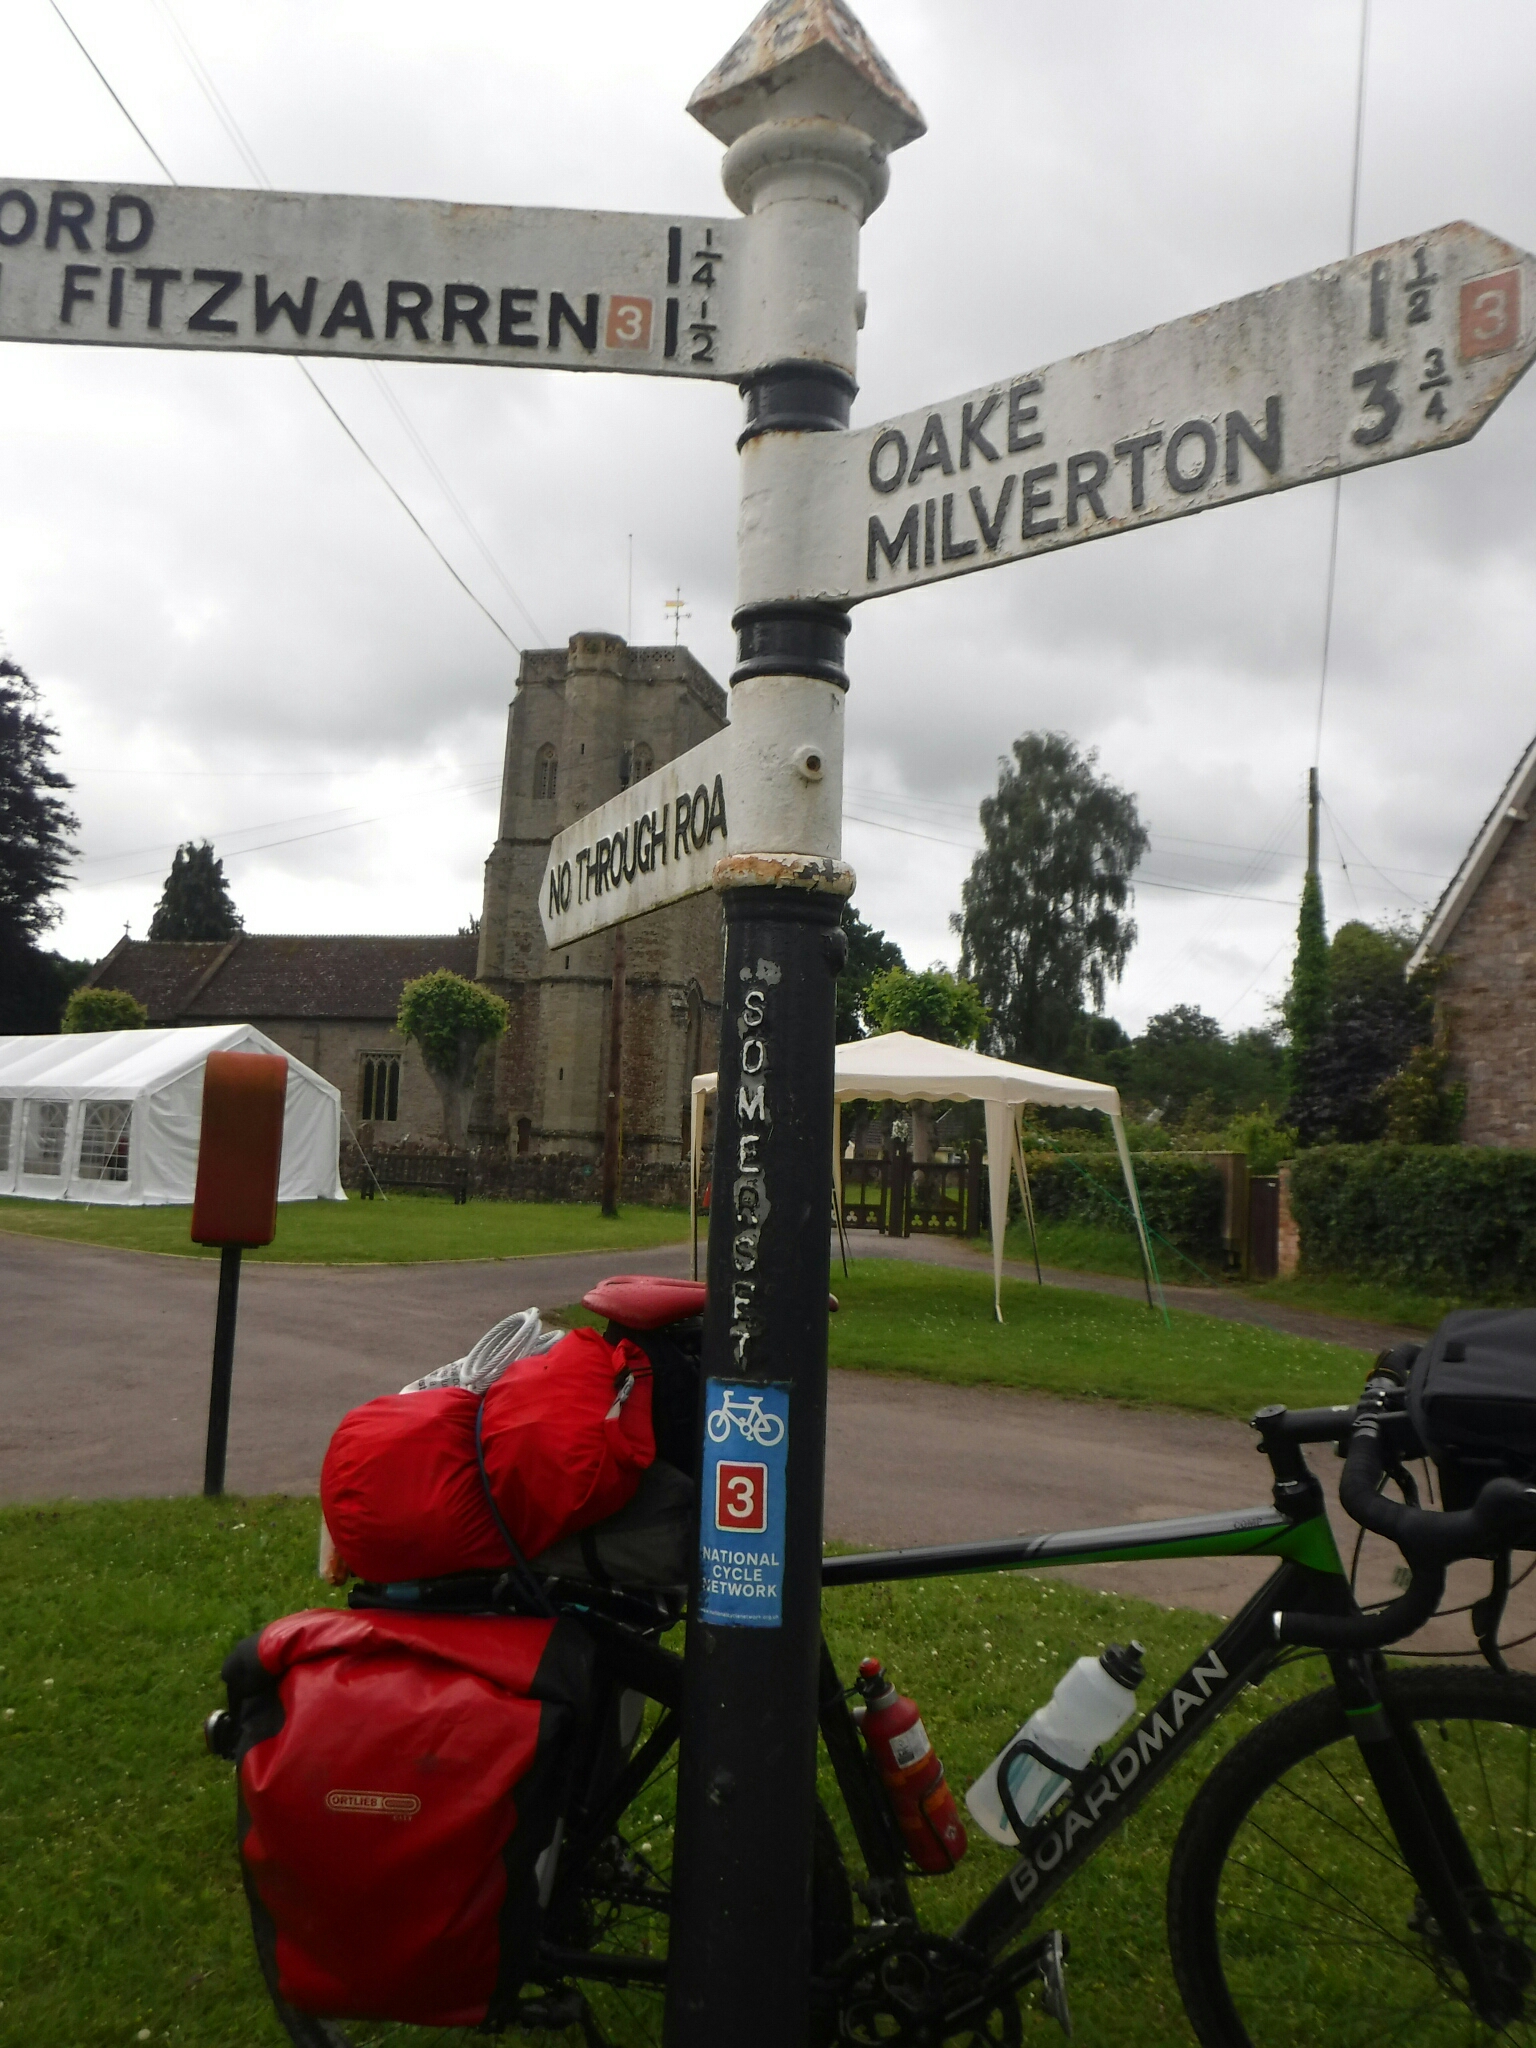 ORD 1 1/4
FITZWARREN 3 1 1/2
1 1/2 3
OAKE
MILVERTON 3 3/4
NO THROUGH ROA
SOMERSET
3
NATIONAL
CYCLE
NETWORK
ORTLIEB
BOARDMAN